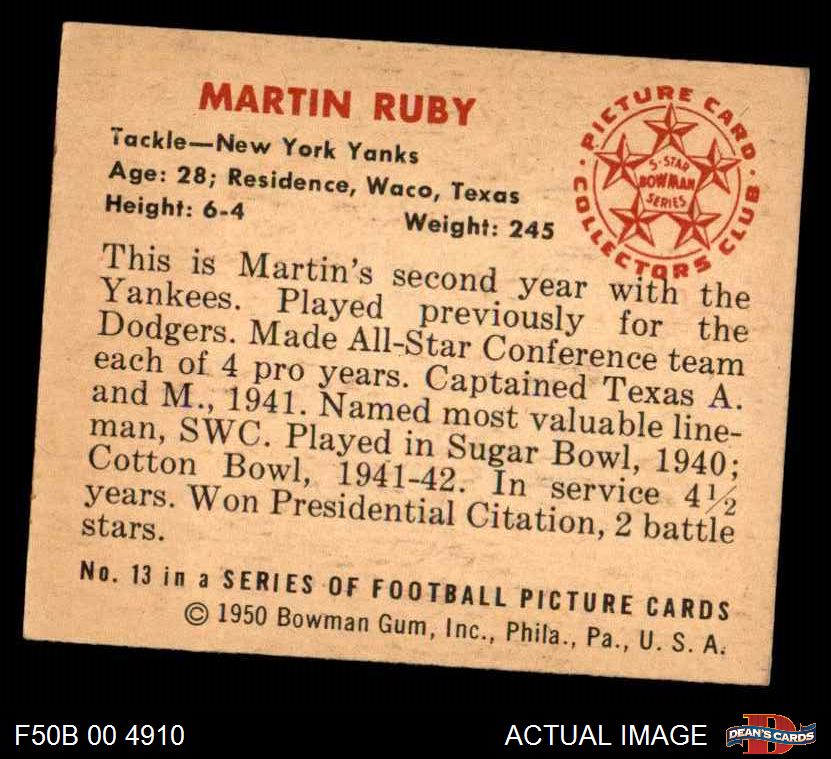 MARTIN RUBY
Tackle—New York Yanks
Age: 28; Residence, Waco, Texas
Height: 6-4 Weight: 245
PICTURE CARD COLLECTORS CLUB
5-STAR
BOWMAN
SERIES
This is Martin's second year with the
Yankees. Played previously for the
Dodgers. Made All-Star Conference team
each of 4 pro years. Captained Texas A.
and M., 1941. Named most valuable line-
man, SWC. Played in Sugar Bowl, 1940;
Cotton Bowl, 1941-42. In service 4½
years. Won Presidential Citation, 2 battle
stars.
No. 13 in a SERIES OF FOOTBALL PICTURE CARDS
© 1950 Bowman Gum, Inc., Phila., Pa., U. S. A.
F50B 00 4910 ACTUAL IMAGE
D
DEAN'S CARDS